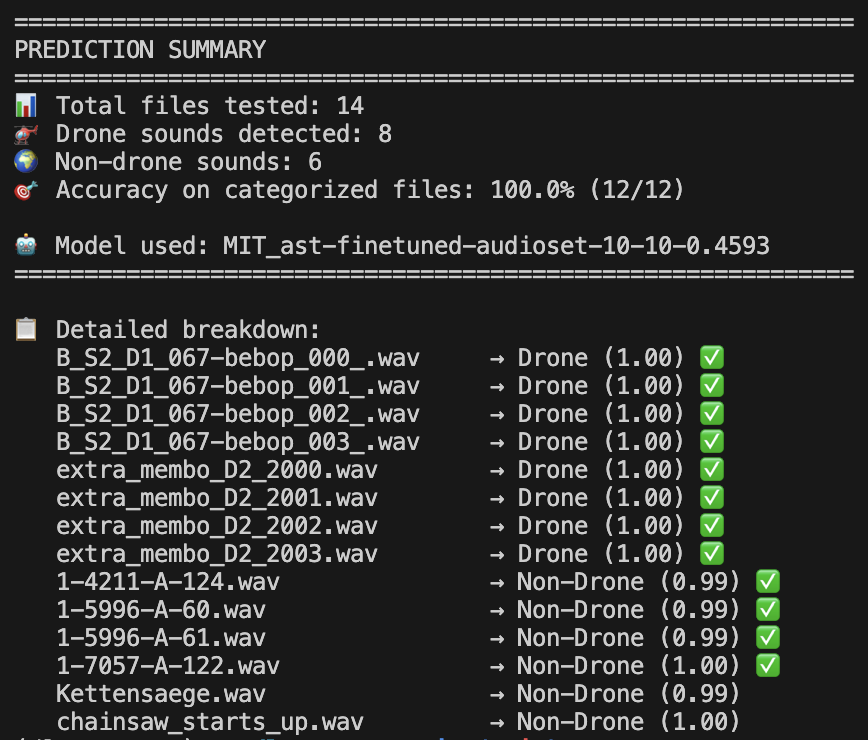 ============================================================
PREDICTION SUMMARY
============================================================
📊 Total files tested: 14
🚁 Drone sounds detected: 8
🌍 Non-drone sounds: 6
🎯 Accuracy on categorized files: 100.0% (12/12)
🤖 Model used: MIT_ast-finetuned-audioset-10-10-0.4593
============================================================
📋 Detailed breakdown:
B_S2_D1_067-bebop_000_.wav → Drone (1.00) ✅
B_S2_D1_067-bebop_001_.wav → Drone (1.00) ✅
B_S2_D1_067-bebop_002_.wav → Drone (1.00) ✅
B_S2_D1_067-bebop_003_.wav → Drone (1.00) ✅
extra_membo_D2_2000.wav → Drone (1.00) ✅
extra_membo_D2_2001.wav → Drone (1.00) ✅
extra_membo_D2_2002.wav → Drone (1.00) ✅
extra_membo_D2_2003.wav → Drone (1.00) ✅
1-4211-A-124.wav → Non-Drone (0.99) ✅
1-5996-A-60.wav → Non-Drone (0.99) ✅
1-5996-A-61.wav → Non-Drone (0.99) ✅
1-7057-A-122.wav → Non-Drone (1.00) ✅
Kettensaege.wav → Non-Drone (0.99)
chainsaw_starts_up.wav → Non-Drone (1.00)